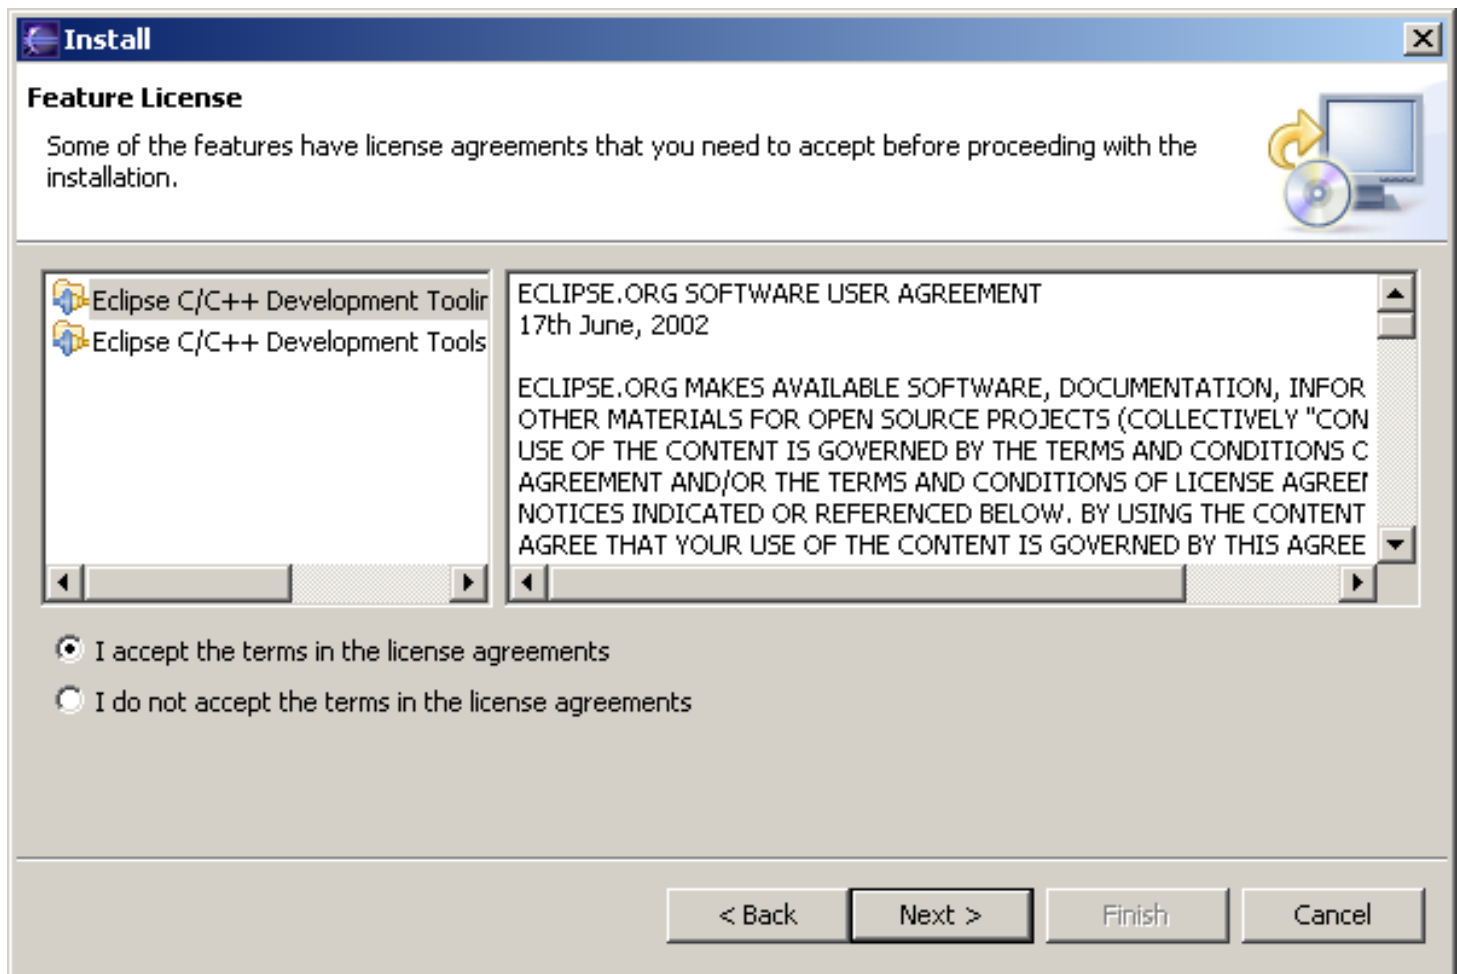 Install
Feature License
Some of the features have license agreements that you need to accept before proceeding with the
installation.
Eclipse C/C++ Development Toolin
Eclipse C/C++ Development Tools
ECLIPSE.ORG SOFTWARE USER AGREEMENT
17th June, 2002
ECLIPSE.ORG MAKES AVAILABLE SOFTWARE, DOCUMENTATION, INFOR
OTHER MATERIALS FOR OPEN SOURCE PROJECTS (COLLECTIVELY "CON
USE OF THE CONTENT IS GOVERNED BY THE TERMS AND CONDITIONS O
AGREEMENT AND/OR THE TERMS AND CONDITIONS OF LICENSE AGREEM
NOTICES INDICATED OR REFERENCED BELOW. BY USING THE CONTENT
AGREE THAT YOUR USE OF THE CONTENT IS GOVERNED BY THIS AGREE
I accept the terms in the license agreements
I do not accept the terms in the license agreements
< Back
Next >
Finish
Cancel